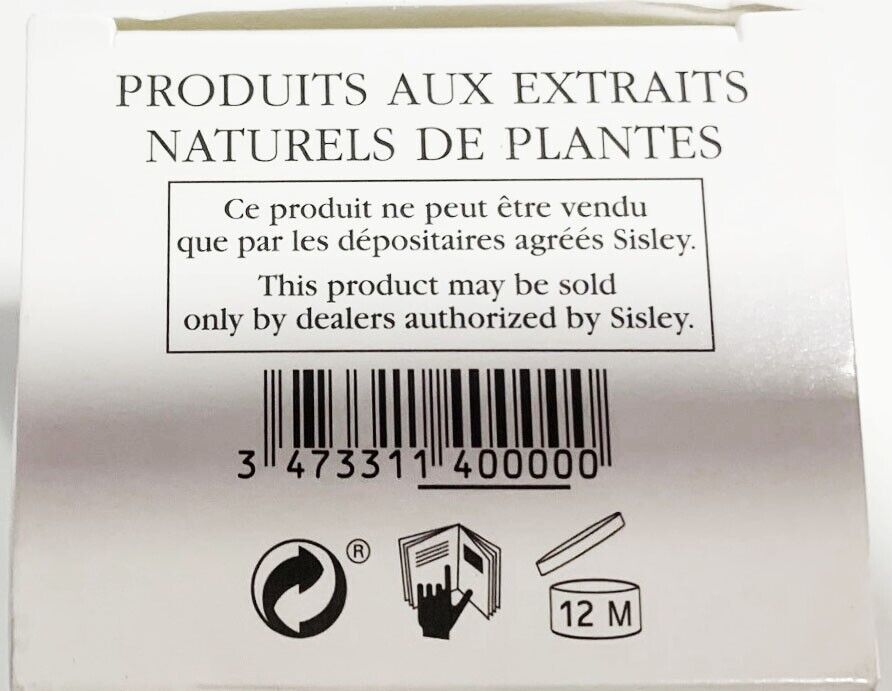 PRODUITS AUX EXTRAITS
NATURELS DE PLANTES
Ce produit ne peut être vendu
que par les dépositaires agréés Sisley.
This product may be sold
only by dealers authorized by Sisley.
3 473311 400000
®
12 M